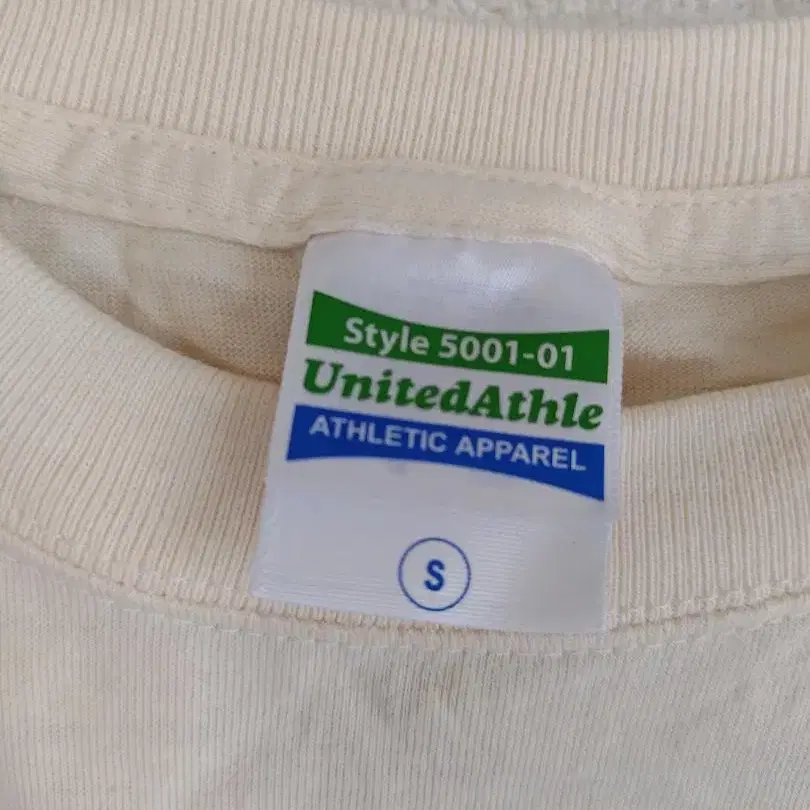 Style 5001-01
UnitedAthle
ATHLETIC APPAREL
S